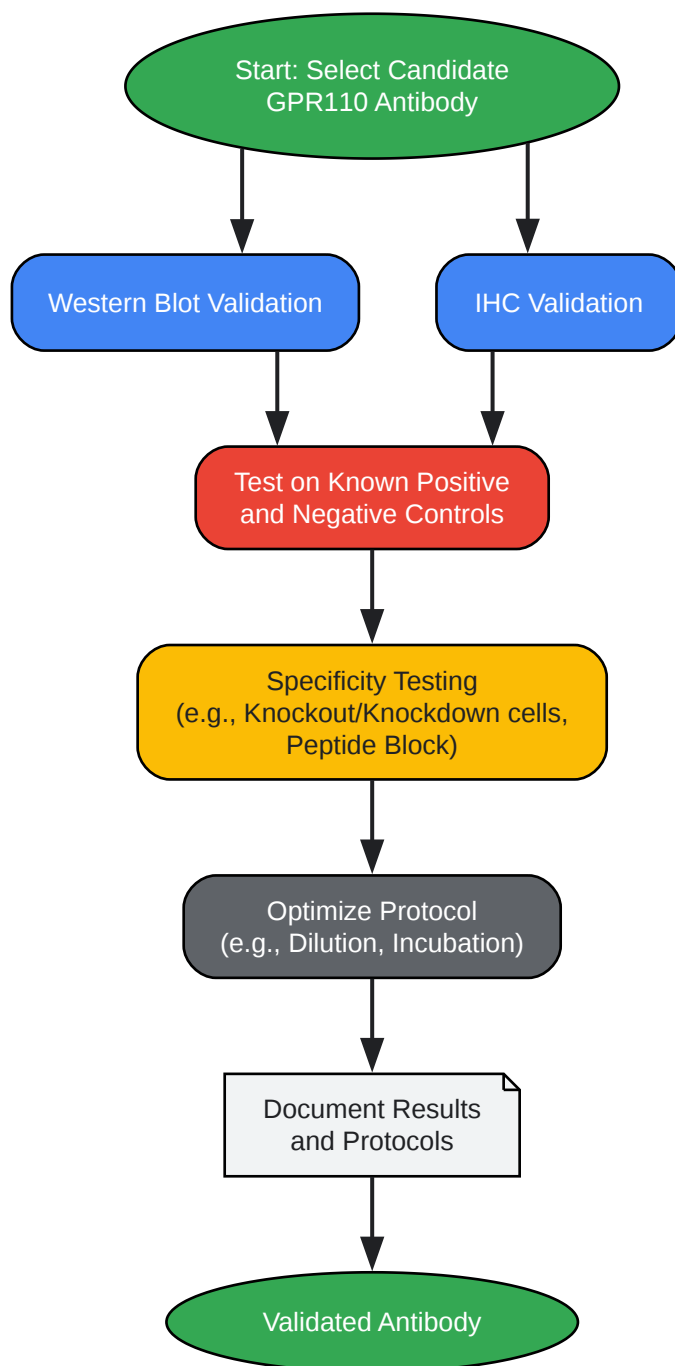 Start: Select Candidate
GPR110 Antibody
Western Blot Validation
IHC Validation
Test on Known Positive
and Negative Controls
Specificity Testing
(e.g., Knockout/Knockdown cells,
Peptide Block)
Optimize Protocol
(e.g., Dilution, Incubation)
Document Results
and Protocols
Validated Antibody